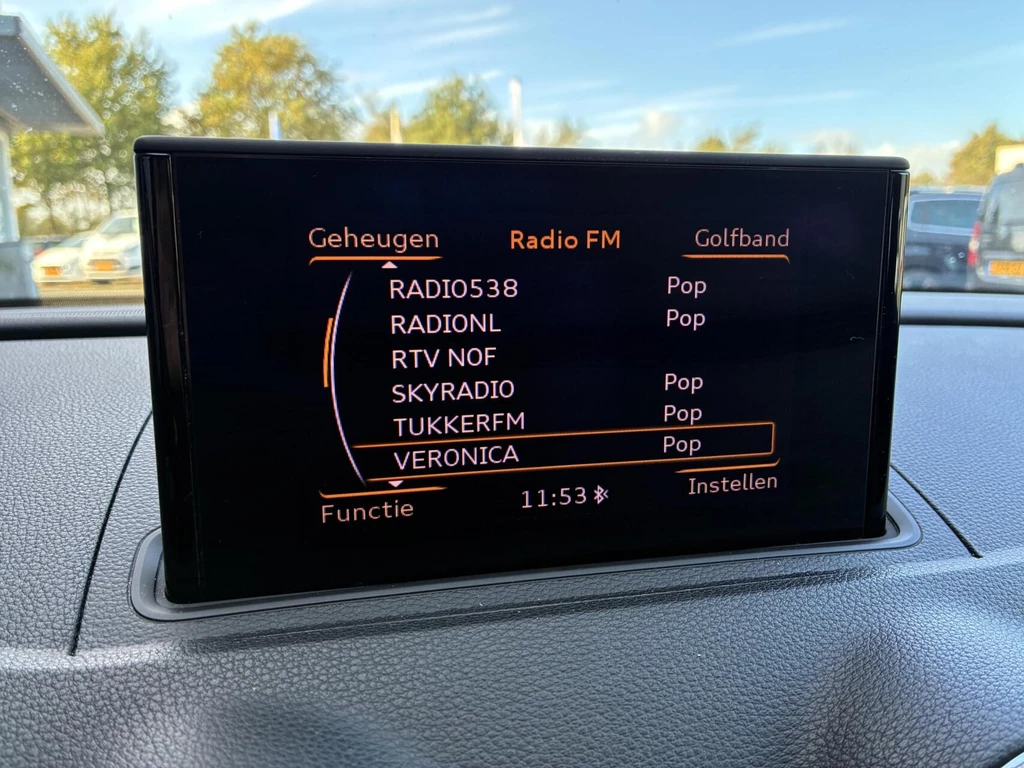 Geheugen Radio FM Golfband
RADIO538 Pop
RADIONL Pop
RTV NOF
SKYRADIO Pop
TUKKERFM Pop
VERONICA Pop
Functie 11:53 Instellen